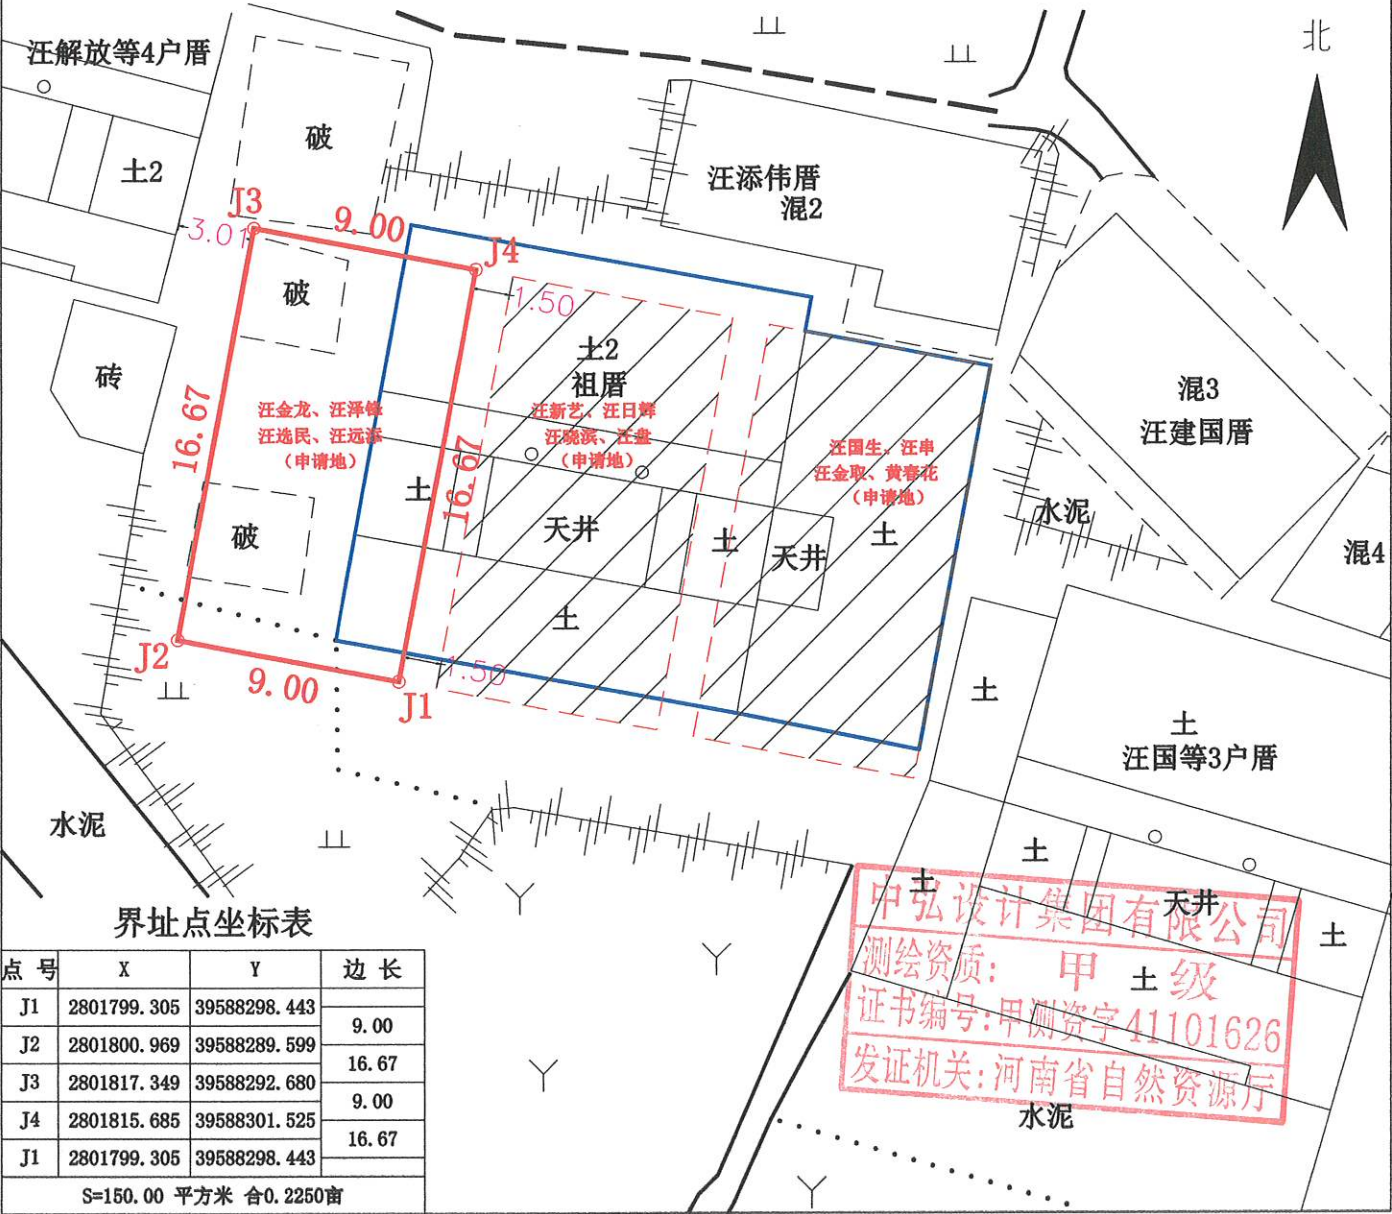 北
汪解放等4户厝
土2
破
汪添伟厝
混2
J3
9.00
3.01
J4
破
1.50
土2
祖厝
砖
混3
汪建国厝
16.67
汪金龙、汪泽锋
汪选民、汪远添
（申请地）
汪新艺、汪日辉
汪晓滨、汪盘
（申请地）
汪国生、汪串
汪金取、黄春花
（申请地）
16.67
土
天井
土
天井
土
水泥
混4
破
土
J2
9.00
1.50
J1
土
土
汪国等3户厝
水泥
土
土
天井
土
土
水泥
中弘设计集团有限公司
测绘资质: 甲 级
证书编号:甲测资字41101626
发证机关:河南省自然资源厅
界址点坐标表
点 号 X Y 边 长
J1 2801799.305 39588298.443
9.00
J2 2801800.969 39588289.599
16.67
J3 2801817.349 39588292.680
9.00
J4 2801815.685 39588301.525
16.67
J1 2801799.305 39588298.443
S=150.00 平方米 合0.2250亩